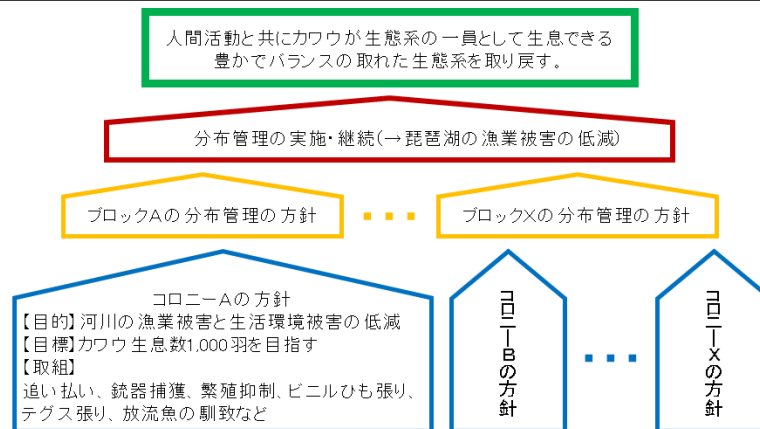 人間活動と共にカワウが生態系の一員として生息できる
豊かでバランスの取れた生態系を取り戻す。
分布管理の実施・継続(→琵琶湖の漁業被害の低減)
ブロックAの分布管理の方針
ブロックXの分布管理の方針
コロニーAの方針
【目的】河川の漁業被害と生活環境被害の低減
【目標】カワウ生息数1,000羽を目指す
【取組】
追い払い、銃器捕獲、繁殖抑制、ビニルひも張り、
テグス張り、放流魚の馴致など
コロニーBの方針
コロニーXの方針